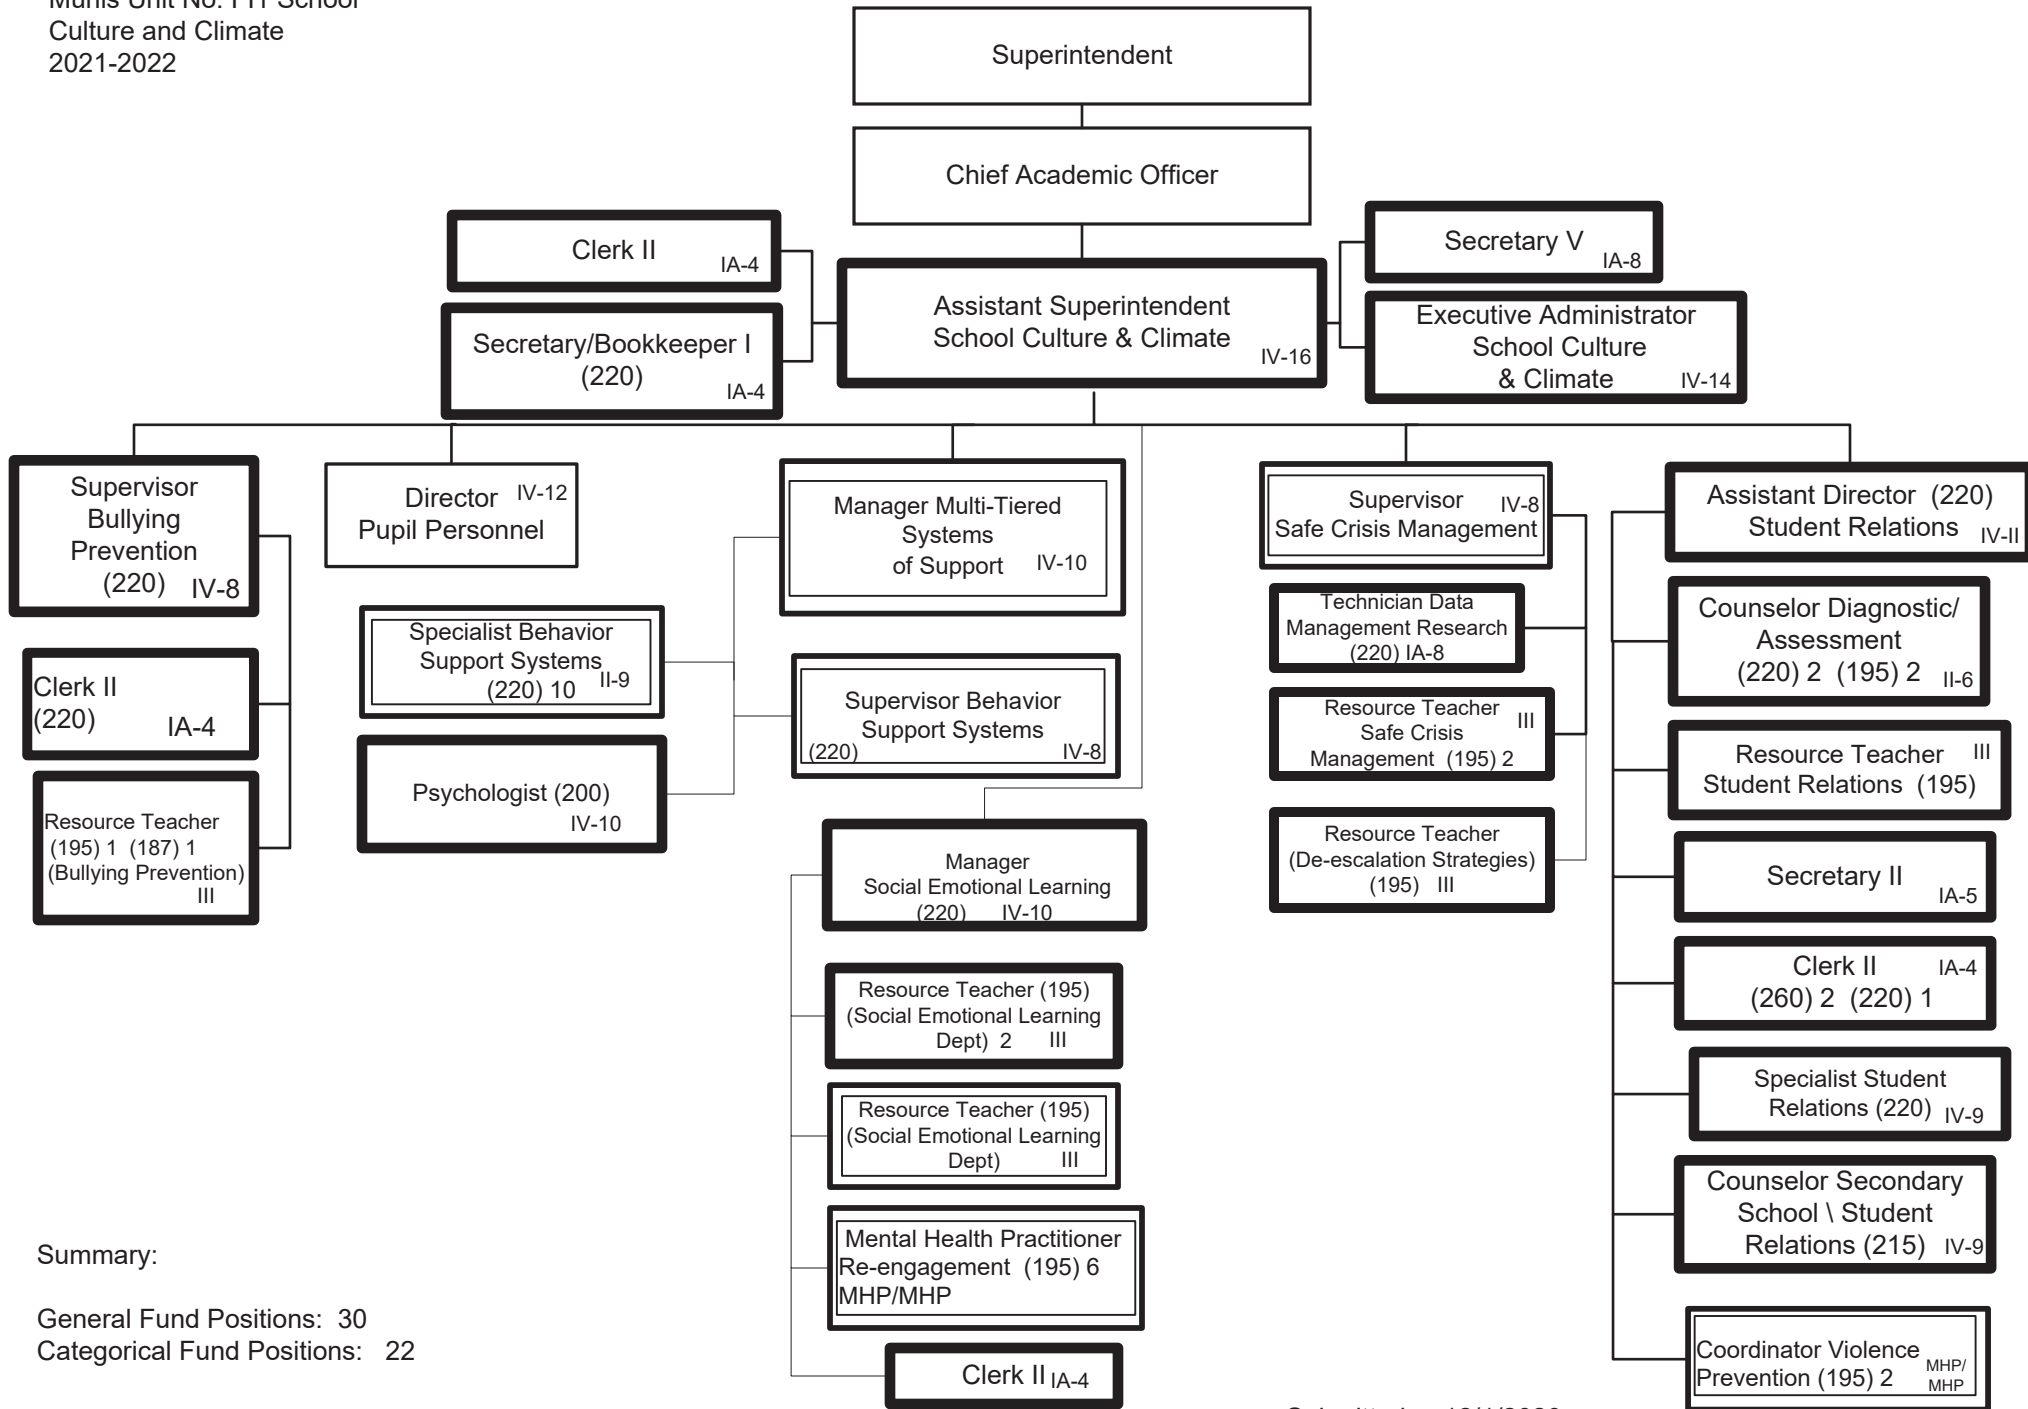 Culture and Climate
2021-2022
Superintendent
Chief Academic Officer
Clerk II
IA-4
Secretary/Bookkeeper I
(220)
IA-4
Assistant Superintendent
School Culture & Climate
IV-16
Secretary V
IA-8
Executive Administrator
School Culture
& Climate IV-14
Supervisor
Bullying
Prevention
(220) IV-8
Clerk II
(220) IA-4
Resource Teacher
(195) 1 (187) 1
(Bullying Prevention)
III
Director IV-12
Pupil Personnel
Manager Multi-Tiered
Systems
of Support IV-10
Specialist Behavior
Support Systems
(220) 10 II-9
Supervisor Behavior
Support Systems
(220) IV-8
Psychologist (200)
IV-10
Manager
Social Emotional Learning
(220) IV-10
Resource Teacher (195)
(Social Emotional Learning
Dept) 2 III
Resource Teacher (195)
(Social Emotional Learning
Dept) III
Mental Health Practitioner
Re-engagement (195) 6
MHP/MHP
Clerk II IA-4
Supervisor IV-8
Safe Crisis Management
Technician Data
Management Research
(220) IA-8
Resource Teacher III
Safe Crisis
Management (195) 2
Resource Teacher
(De-escalation Strategies)
(195) III
Assistant Director (220)
Student Relations IV-II
Counselor Diagnostic/
Assessment
(220) 2 (195) 2 II-6
Resource Teacher III
Student Relations (195)
Secretary II
IA-5
Clerk II IA-4
(260) 2 (220) 1
Specialist Student
Relations (220) IV-9
Counselor Secondary
School \ Student
Relations (215) IV-9
Coordinator Violence
Prevention (195) 2 MHP/
MHP
Summary:
General Fund Positions: 30
Categorical Fund Positions: 22